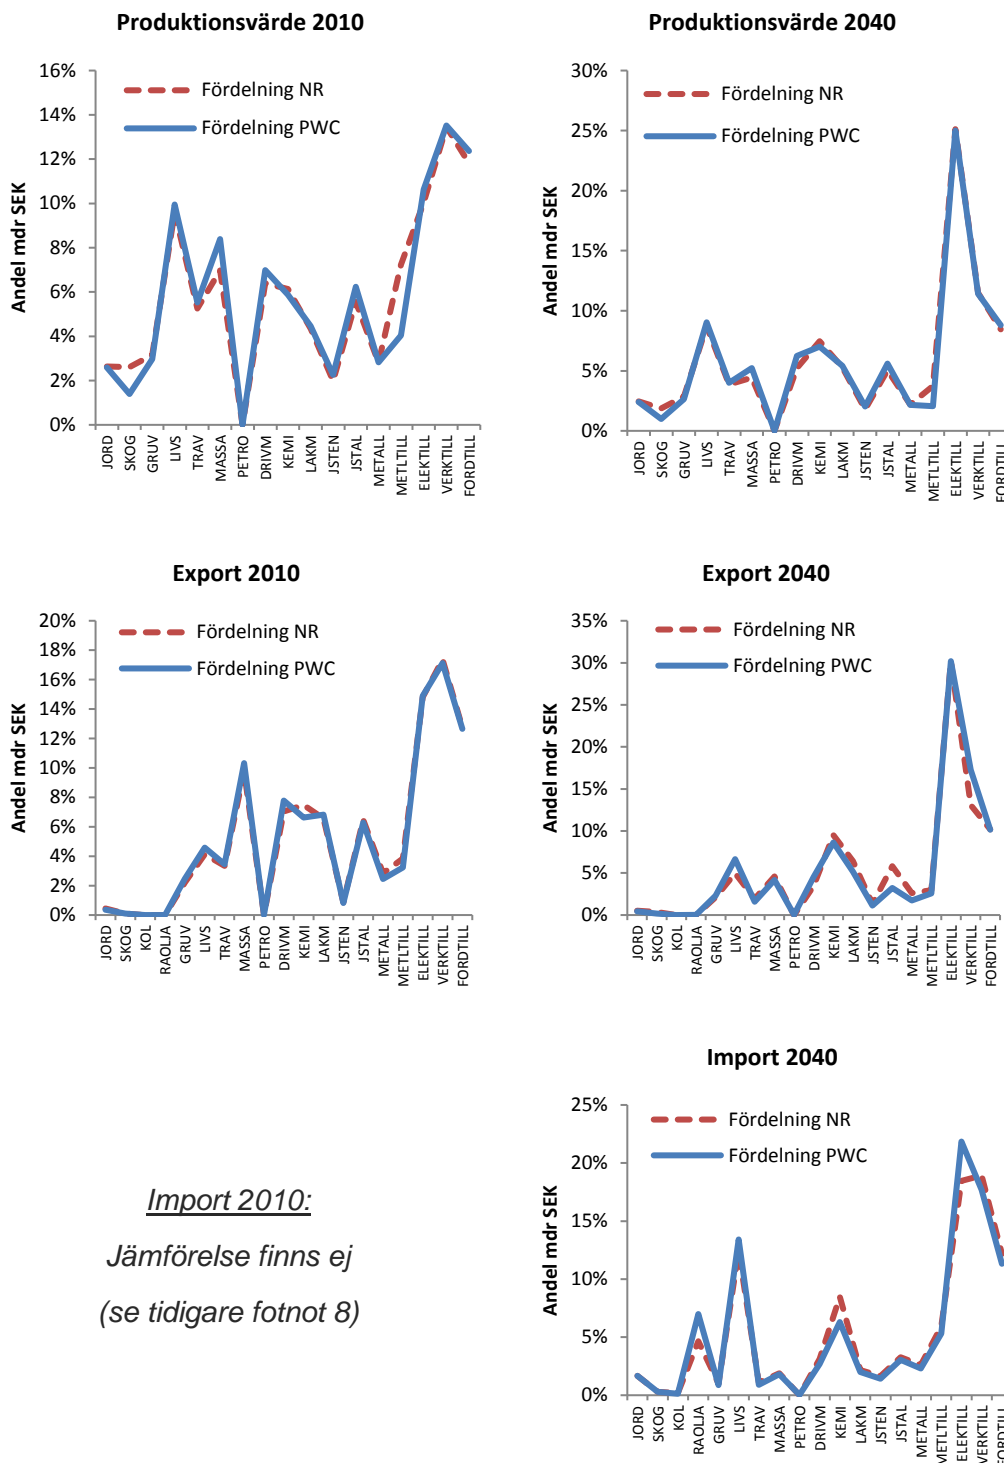 Produktionsvärde 2010
16%
14%
12%
10%
8%
6%
4%
2%
0%
Andel mdr SEK
Fördelning NR
Fördelning PWC
JORD
SKOG
GRUV
LIVS
TRAV
MASSA
PETRO
DRIVM
KEMI
LAKM
JSTEN
JSTAL
METALL
METLTILL
ELEKTILL
VERKTILL
FORDTILL
Produktionsvärde 2040
30%
25%
20%
15%
10%
5%
0%
Andel mdr SEK
Fördelning NR
Fördelning PWC
JORD
SKOG
GRUV
LIVS
TRAV
MASSA
PETRO
DRIVM
KEMI
LAKM
JSTEN
JSTAL
METALL
METLTILL
ELEKTILL
VERKTILL
FORDTILL
Export 2010
20%
18%
16%
14%
12%
10%
8%
6%
4%
2%
0%
Andel mdr SEK
Fördelning NR
Fördelning PWC
JORD
SKOG
KOL
RAOLJA
GRUV
LIVS
TRAV
MASSA
PETRO
DRIVM
KEMI
LAKM
JSTEN
JSTAL
METALL
METLTILL
ELEKTILL
VERKTILL
FORDTILL
Export 2040
35%
30%
25%
20%
15%
10%
5%
0%
Andel mdr SEK
Fördelning NR
Fördelning PWC
JORD
SKOG
KOL
RAOLJA
GRUV
LIVS
TRAV
MASSA
PETRO
DRIVM
KEMI
LAKM
JSTEN
JSTAL
METALL
METLTILL
ELEKTILL
VERKTILL
FORDTILL
Import 2010:
Jämförelse finns ej
(se tidigare fotnot 8)
Import 2040
25%
20%
15%
10%
5%
0%
Andel mdr SEK
Fördelning NR
Fördelning PWC
JORD
SKOG
KOL
RAOLJA
GRUV
LIVS
TRAV
MASSA
PETRO
DRIVM
KEMI
LAKM
JSTEN
JSTAL
METALL
METLTILL
ELEKTILL
VERKTILL
FORDTILL